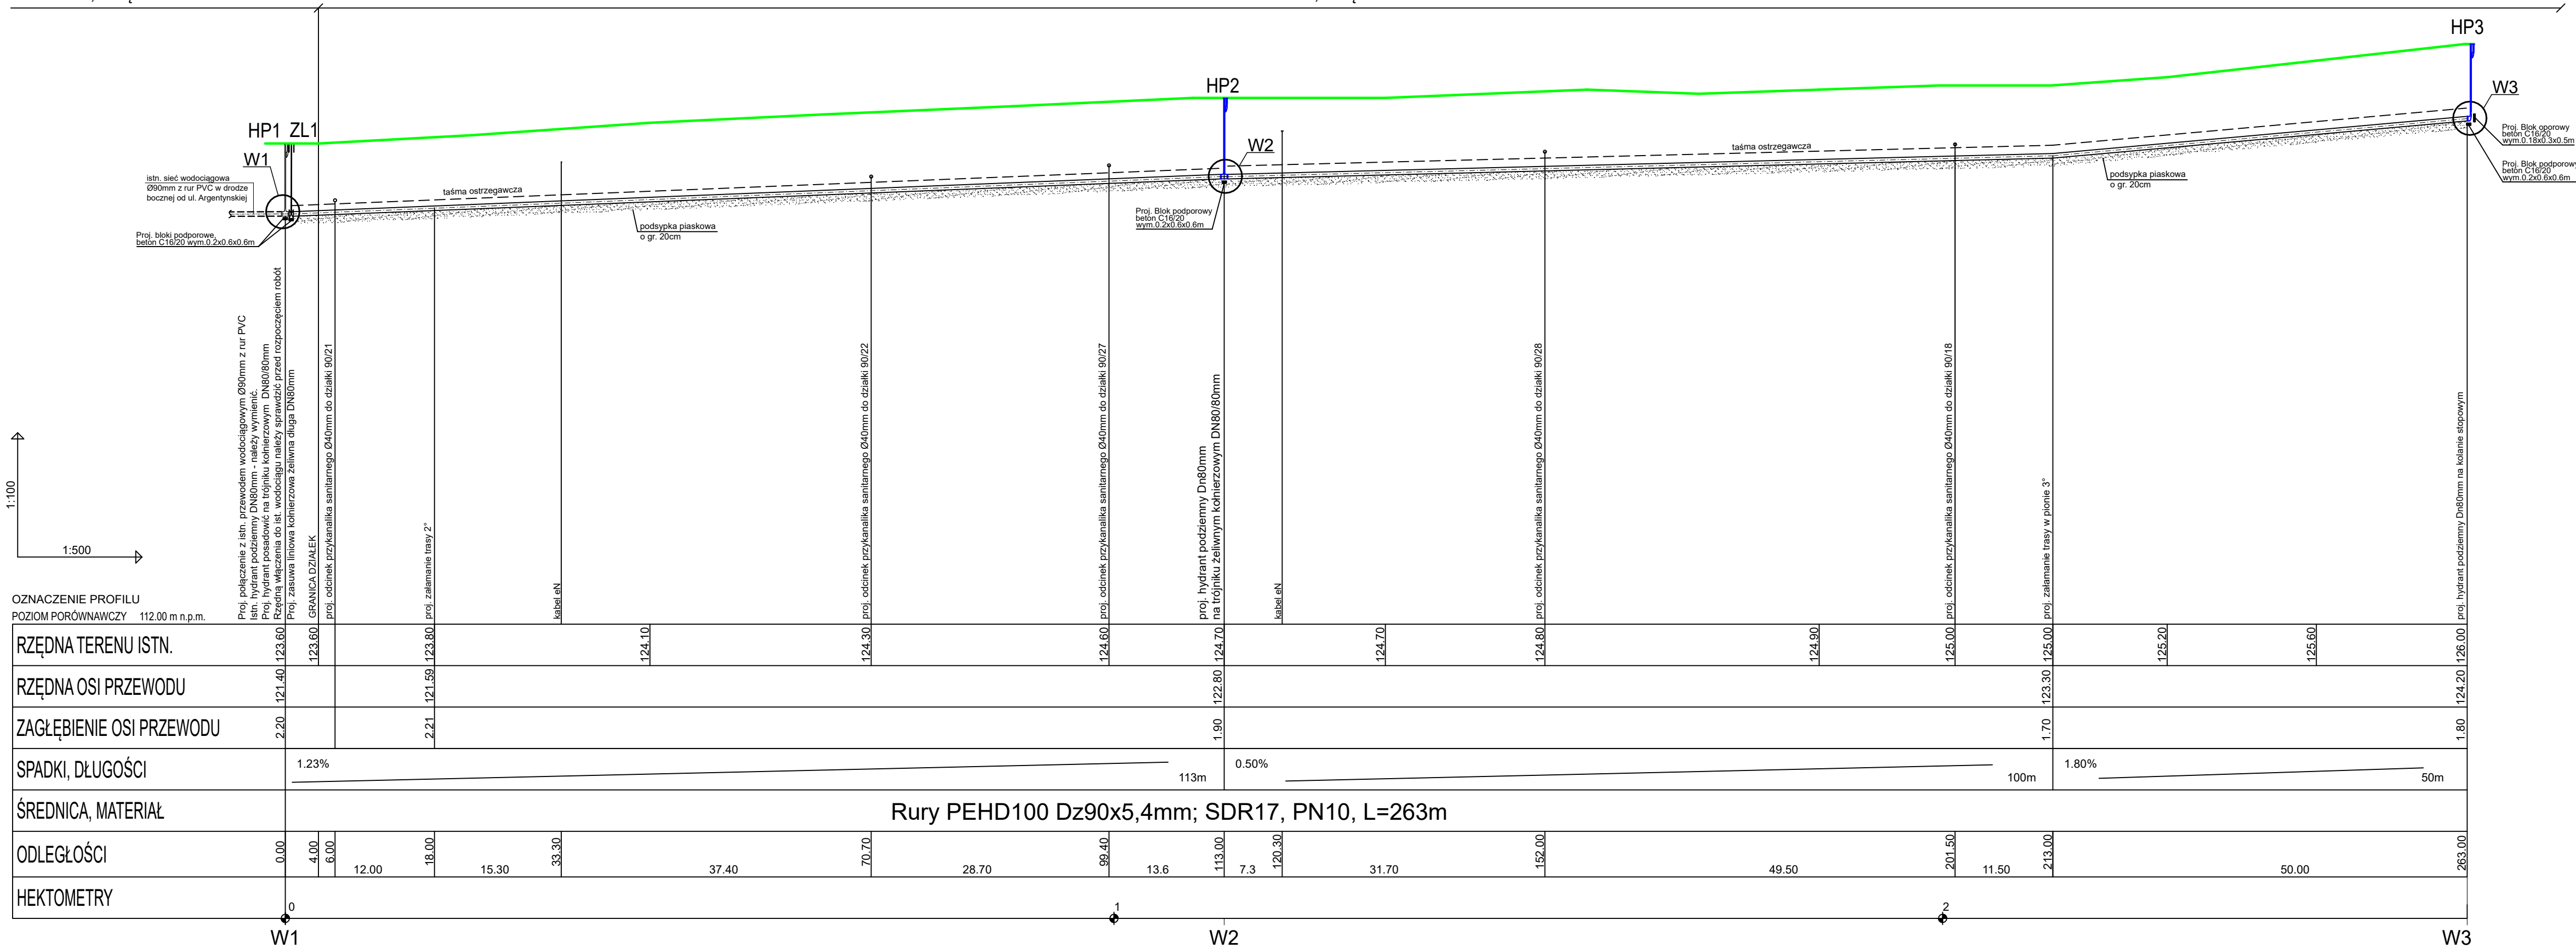 HP3
HP2
W3
HP1 ZL1
W1
W2
istn. sieć wodociągowa
Ø90mm z rur PVC w drodze
bocznej od ul. Argentynskiej
taśma ostrzegawcza
taśma ostrzegawcza
Proj. Blok oporowy
beton C16/20
wym.0.18x0.3x0.5m
Proj. Blok podporowy
beton C16/20
wym.0.2x0.6x0.6m
podsypka piaskowa
o gr. 20cm
Proj. Blok podporowy
beton C16/20
wym.0.2x0.6x0.6m
podsypka piaskowa
o gr. 20cm
Proj. bloki podporowe,
beton C16/20 wym.0.2x0.6x0.6m
Proj. połączenie z istn. przewodem wodociągowym Ø90mm z rur PVC
Istn. hydrant podziemny DN80mm - należy wymienić.
Proj. hydrant posadowić na trójniku kołnierzowym DN80/80mm
Rzędną włączenia do ist. wodociągu należy sprawdzić przed rozpoczęciem robót
Proj. zasuwa liniowa kołnierzowa żeliwna długa DN80mm
GRANICA DZIAŁEK
proj. odcinek przykanalika sanitarnego Ø40mm do działki 90/21
proj. załamanie trasy 2°
kabel eN
proj. odcinek przykanalika sanitarnego Ø40mm do działki 90/22
proj. odcinek przykanalika sanitarnego Ø40mm do działki 90/27
proj. hydrant podziemny Dn80mm
na trójniku żeliwnym kołnierzowym DN80/80mm
kabel eN
proj. odcinek przykanalika sanitarnego Ø40mm do działki 90/28
proj. odcinek przykanalika sanitarnego Ø40mm do działki 90/18
proj. załamanie trasy w pionie 3°
proj. hydrant podziemny Dn80mm na kolanie stopowym
1:100
1:500
OZNACZENIE PROFILU
POZIOM PORÓWNAWCZY 112.00 m n.p.m.
RZĘDNA TERENU ISTN. 123.60 123.60 123.80 124.10 124.30 124.60 124.70 124.70 124.80 124.90 125.00 125.00 125.20 125.60 126.00
RZĘDNA OSI PRZEWODU 121.40 121.59 122.80 123.30 124.20
ZAGŁĘBIENIE OSI PRZEWODU 2.20 2.21 1.90 1.70 1.80
SPADKI, DŁUGOŚCI 1.23% 113m 0.50% 100m 1.80% 50m
ŚREDNICA, MATERIAŁ Rury PEHD100 Dz90x5,4mm; SDR17, PN10, L=263m
ODLEGŁOŚCI 0.00 4.00 6.00 18.00 33.30 70.70 99.40 113.00 120.30 152.00 201.50 213.00 263.00
12.00 15.30 37.40 28.70 13.6 7.3 31.70 49.50 11.50 50.00
HEKTOMETRY 0 1 2
W1 W2 W3